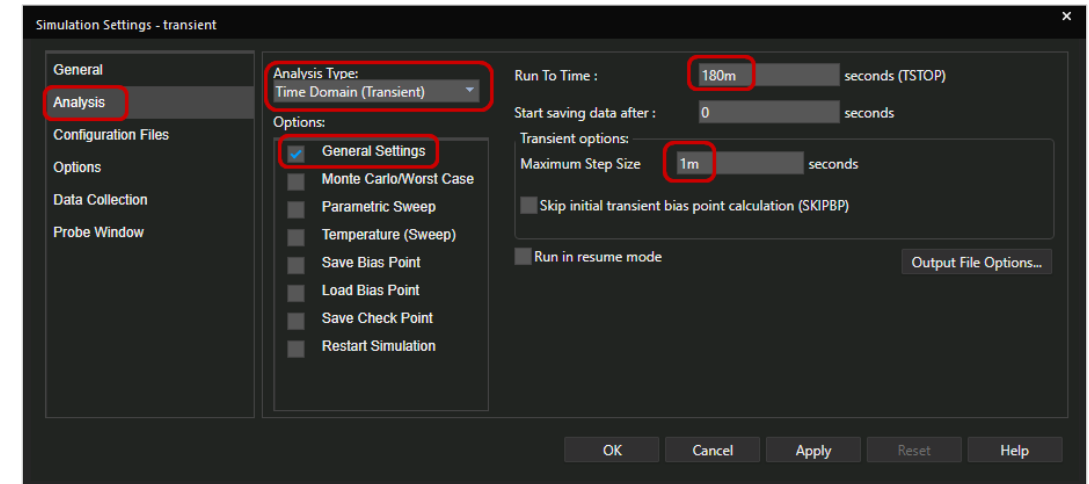 Simulation Settings - transient
×
General
Analysis
Configuration Files
Options
Data Collection
Probe Window
Analysis Type:
Time Domain (Transient)
Options:
General Settings
Monte Carlo/Worst Case
Parametric Sweep
Temperature (Sweep)
Save Bias Point
Load Bias Point
Save Check Point
Restart Simulation
Run To Time : 180m seconds (TSTOP)
Start saving data after : 0 seconds
Transient options:
Maximum Step Size 1m seconds
Skip initial transient bias point calculation (SKIPBP)
Run in resume mode
Output File Options...
OK Cancel Apply Reset Help